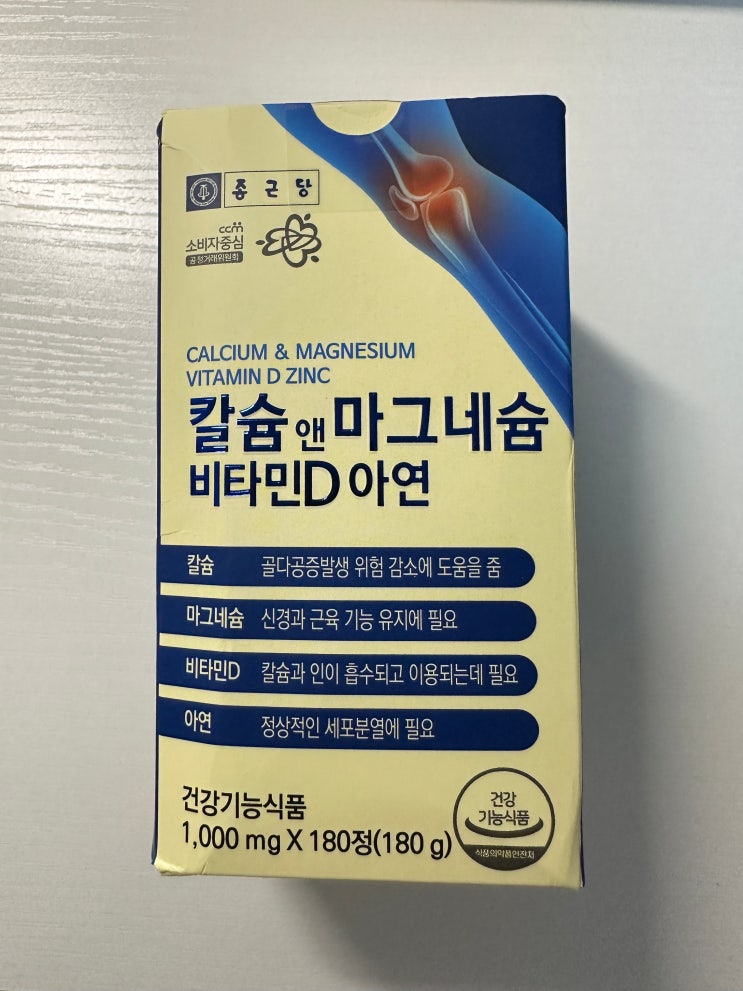 종근당
ccm
소비자중심
공정거래위원회
CALCIUM & MAGNESIUM
VITAMIN D ZINC
칼슘 앤 마그네슘
비타민D 아연
칼슘 골다공증발생 위험 감소에 도움을 줌
마그네슘 신경과 근육 기능 유지에 필요
비타민D 칼슘과 인이 흡수되고 이용되는데 필요
아연 정상적인 세포분열에 필요
건강기능식품
1,000 mg X 180정(180 g)
건강
기능식품
식품의약품안전처